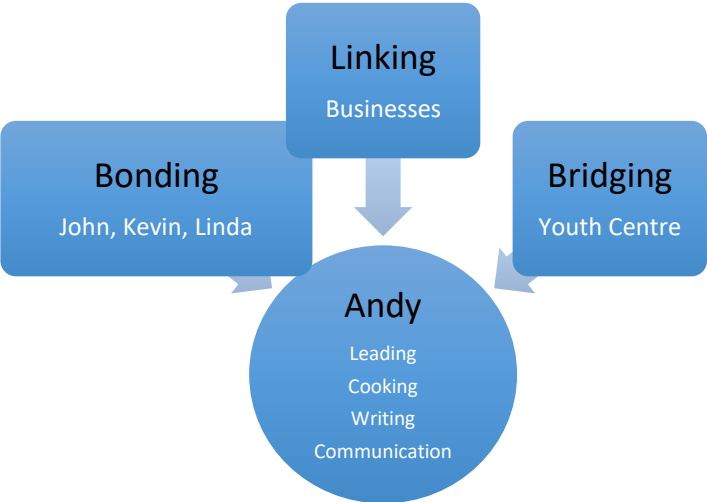 Linking
Businesses
Bonding
John, Kevin, Linda
Bridging
Youth Centre
Andy
Leading
Cooking
Writing
Communication